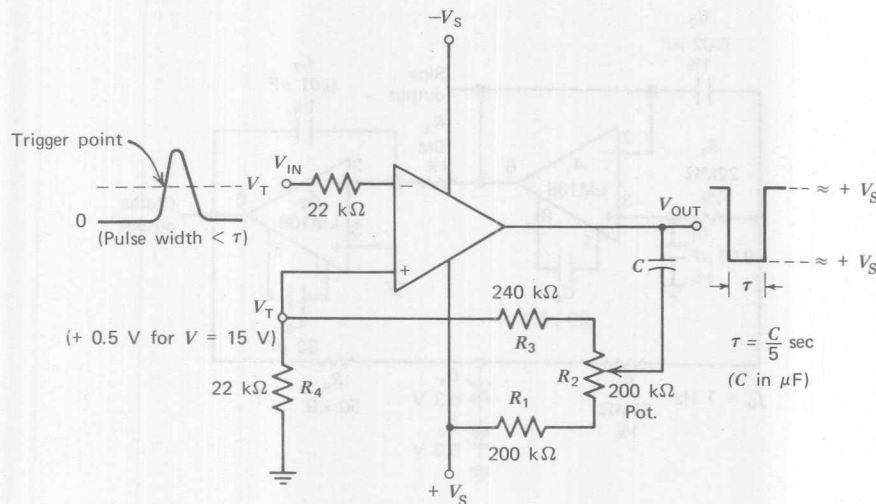 −V_S
Trigger point
V_T
V_IN
0
22 kΩ
(Pulse width < τ)
−
+
V_OUT
≈ + V_S
≈ + V_S
τ
C
V_T
(+ 0.5 V for V = 15 V)
240 kΩ
R_3
τ = C/5 sec
(C in μF)
22 kΩ
R_4
R_2
200 kΩ
Pot.
R_1
200 kΩ
+ V_S